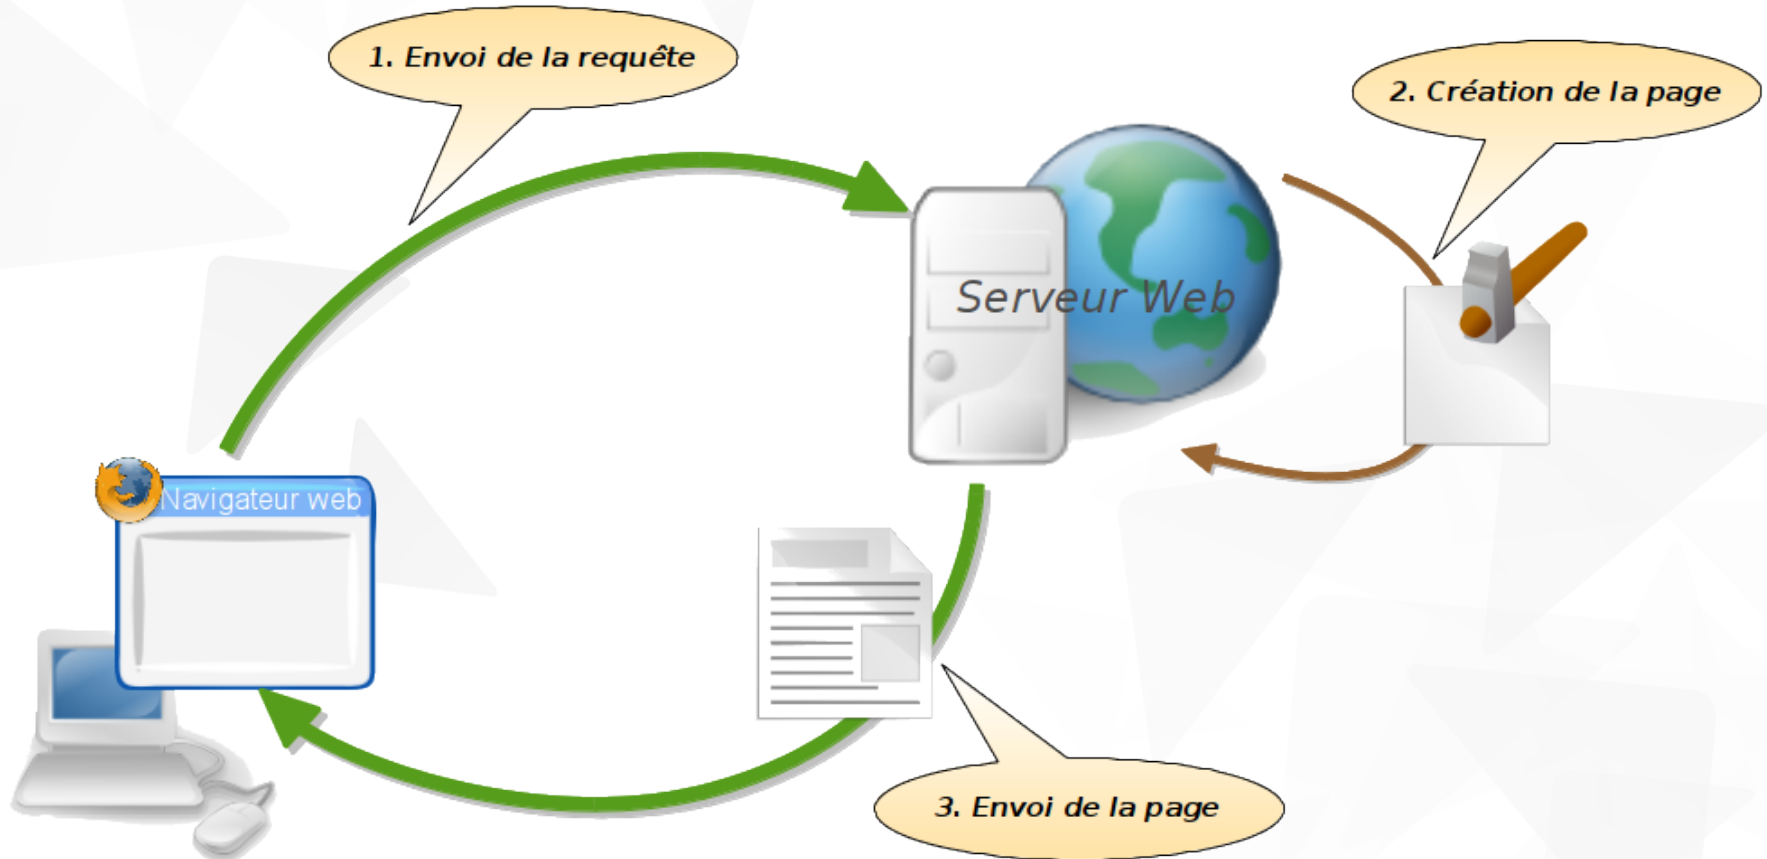 1. Envoi de la requête
2. Création de la page
Serveur Web
Navigateur web
3. Envoi de la page